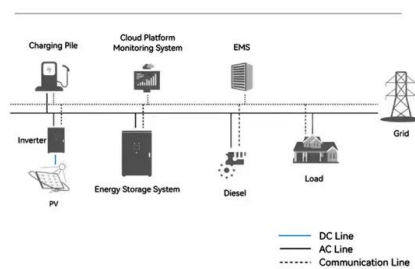 Charging Pile
Cloud Platform
Monitoring System
EMS
Grid
Inverter
PV
Energy Storage System
Diesel
Load
DC Line
AC Line
Communication Line